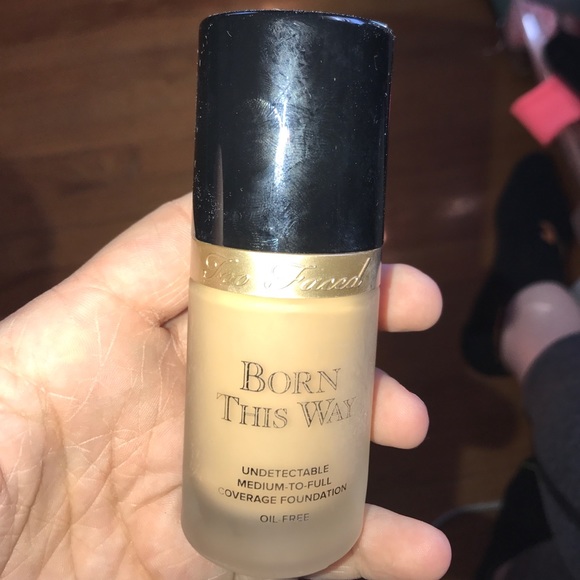 Too Faced
BORN
THIS WAY
UNDETECTABLE
MEDIUM-TO-FULL
COVERAGE FOUNDATION
OIL-FREE